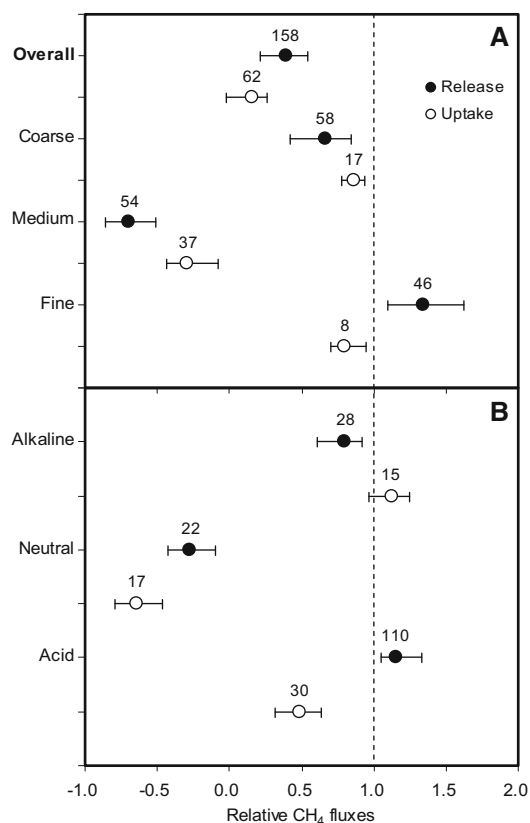 A
Overall
158
62
Release
Uptake
Coarse
58
17
Medium
54
37
Fine
46
8
B
Alkaline
28
15
Neutral
22
17
Acid
110
30
-1.0 -0.5 0.0 0.5 1.0 1.5 2.0
Relative CH₄ fluxes